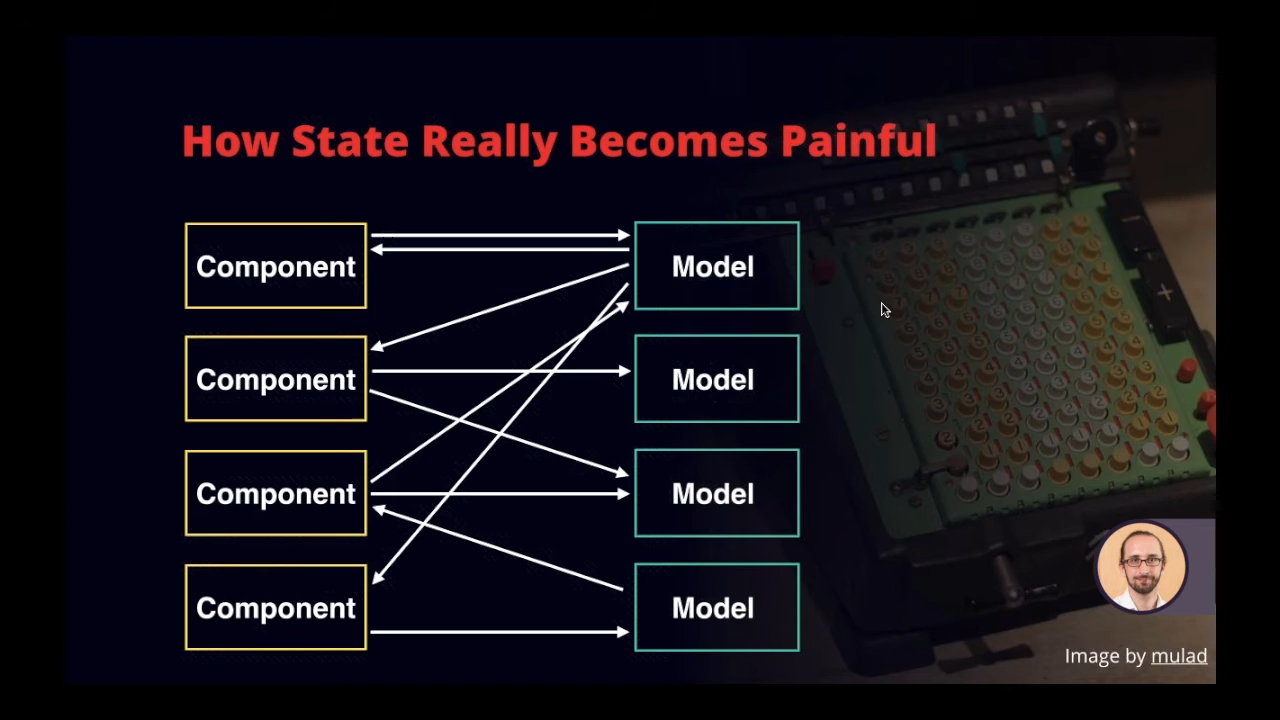 How State Really Becomes Painful
Component
Model
Component
Model
Component
Model
Component
Model
Image by mulad